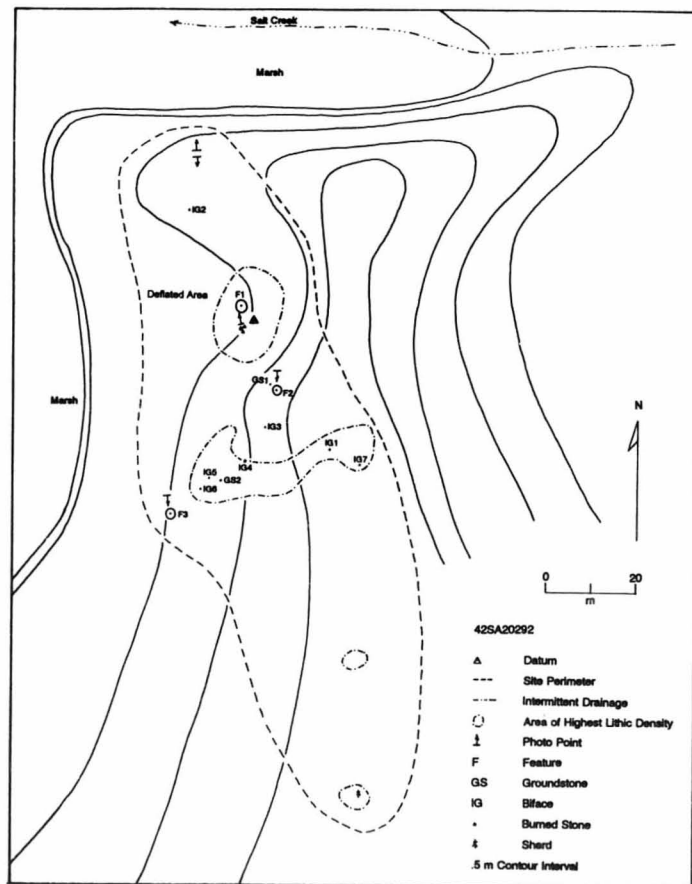 Salt Creek
Marsh
IG2
Deflated Area
F1
Marsh
GS1
F2
IG3
IG1
IG4
IG7
IG5
GS2
IG6
F3
N
0 20
m
42SA20292
Datum
Site Perimeter
Intermittent Drainage
Area of Highest Lithic Density
Photo Point
F Feature
GS Groundstone
IG Biface
Burned Stone
Sherd
.5 m Contour Interval